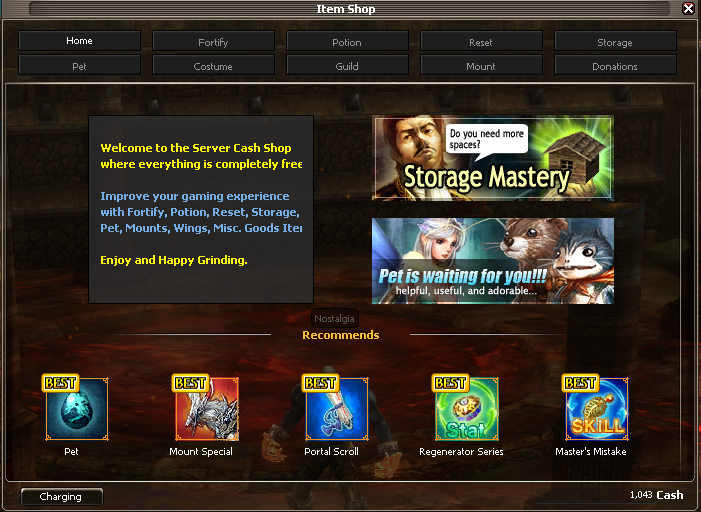 Item Shop
Home
Fortify
Potion
Reset
Storage
Pet
Costume
Guild
Mount
Donations
Welcome to the Server Cash Shop
where everything is completely free
Improve your gaming experience
with Fortify, Potion, Reset, Storage,
Pet, Mounts, Wings, Misc. Goods Iter
Enjoy and Happy Grinding.
Do you need more
spaces?
Storage Mastery
Pet is waiting for you!!!
helpful, useful, and adorable...
Nostalgia
Recommends
BEST
BEST
BEST
BEST
BEST
Stat
SKILL
Pet
Mount Special
Portal Scroll
Regenerator Series
Master's Mistake
Charging
1,043 Cash